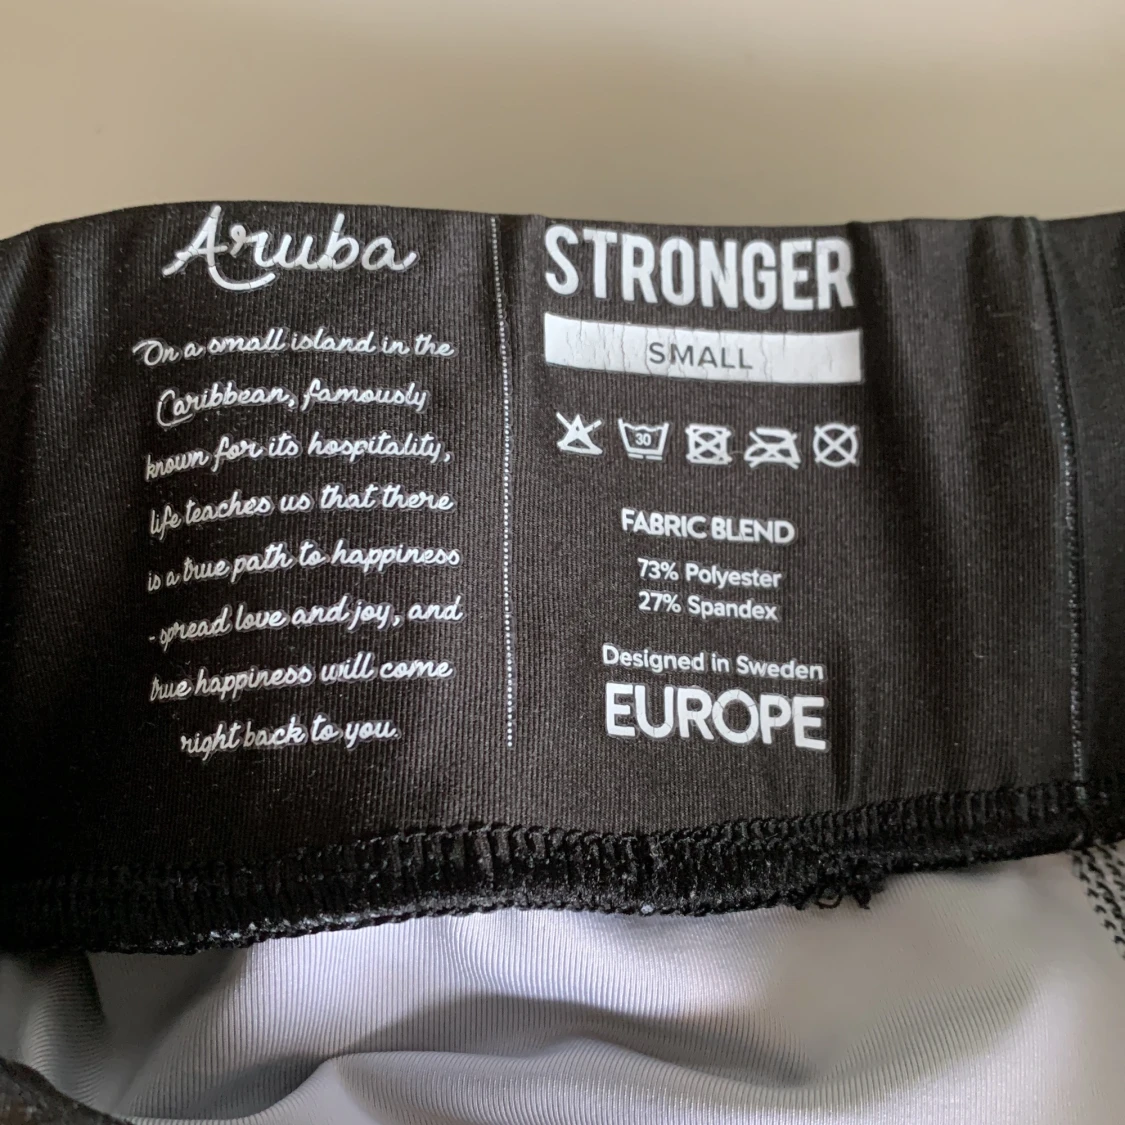 Aruba
On a small island in the
Caribbean, famously
known for its hospitality,
life teaches us that there
is a true path to happiness
- spread love and joy, and
true happiness will come
right back to you.
STRONGER
SMALL
30
FABRIC BLEND
73% Polyester
27% Spandex
Designed in Sweden
EUROPE